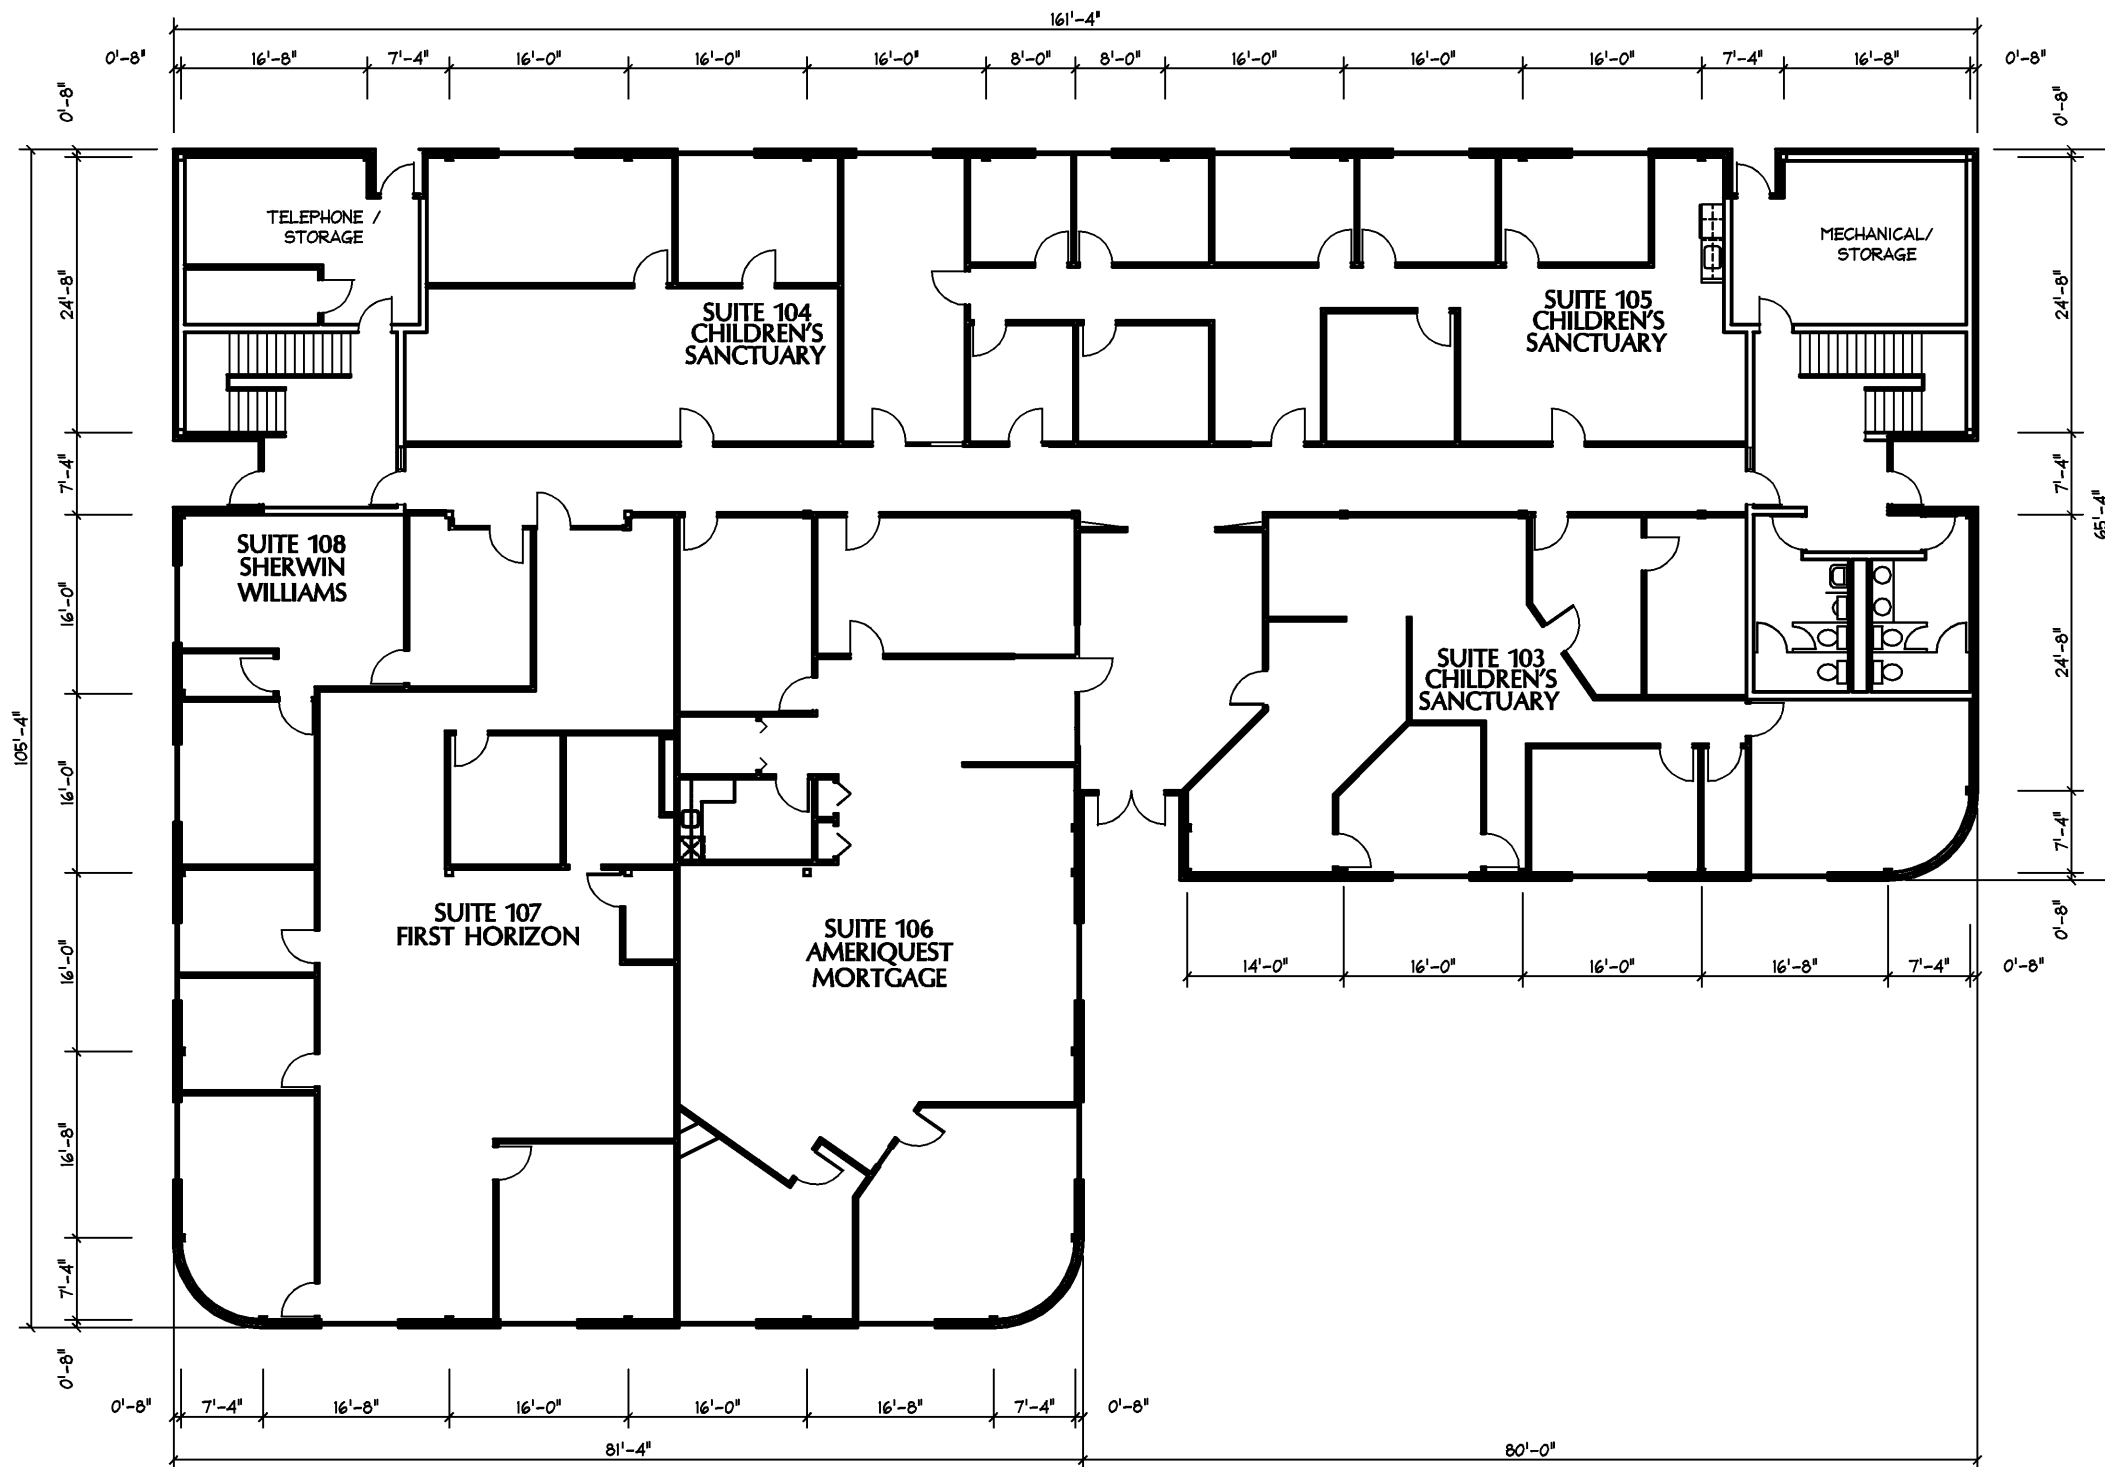 161'-4"
0'-8" 16'-8" 7'-4" 16'-0" 16'-0" 16'-0" 8'-0" 8'-0" 16'-0" 16'-0" 16'-0" 7'-4" 16'-8" 0'-8"
0'-8"
24'-8"
7'-4"
16'-0"
16'-0"
16'-0"
16'-8"
7'-4"
0'-8"
105'-4"
TELEPHONE /
STORAGE
SUITE 104
CHILDREN'S
SANCTUARY
SUITE 105
CHILDREN'S
SANCTUARY
MECHANICAL/
STORAGE
SUITE 108
SHERWIN
WILLIAMS
SUITE 103
CHILDREN'S
SANCTUARY
SUITE 107
FIRST HORIZON
SUITE 106
AMERIQUEST
MORTGAGE
0'-8"
24'-8"
7'-4"
24'-8"
7'-4"
0'-8"
65'-4"
14'-0" 16'-0" 16'-0" 16'-8" 7'-4" 0'-8"
0'-8" 7'-4" 16'-8" 16'-0" 16'-0" 16'-8" 7'-4" 0'-8"
81'-4" 80'-0"